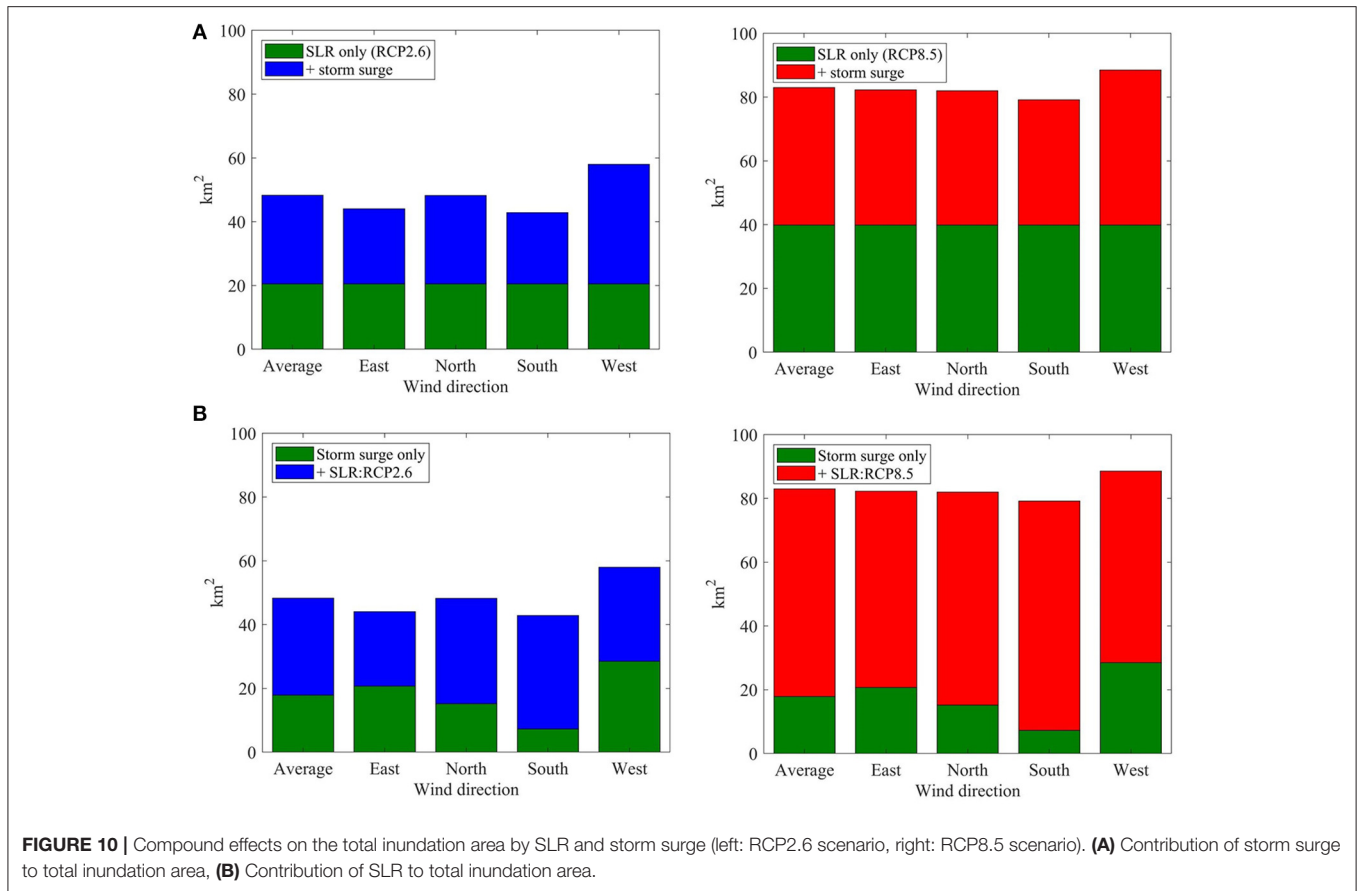 A
100
80
60
40
20
0
km2
SLR only (RCP2.6)
+ storm surge
Average East North South West
Wind direction
100
80
60
40
20
0
km2
SLR only (RCP8.5)
+ storm surge
Average East North South West
Wind direction
B
100
80
60
40
20
0
km2
Storm surge only
+ SLR:RCP2.6
Average East North South West
Wind direction
100
80
60
40
20
0
km2
Storm surge only
+ SLR:RCP8.5
Average East North South West
Wind direction
FIGURE 10 | Compound effects on the total inundation area by SLR and storm surge (left: RCP2.6 scenario, right: RCP8.5 scenario). (A) Contribution of storm surge
to total inundation area, (B) Contribution of SLR to total inundation area.